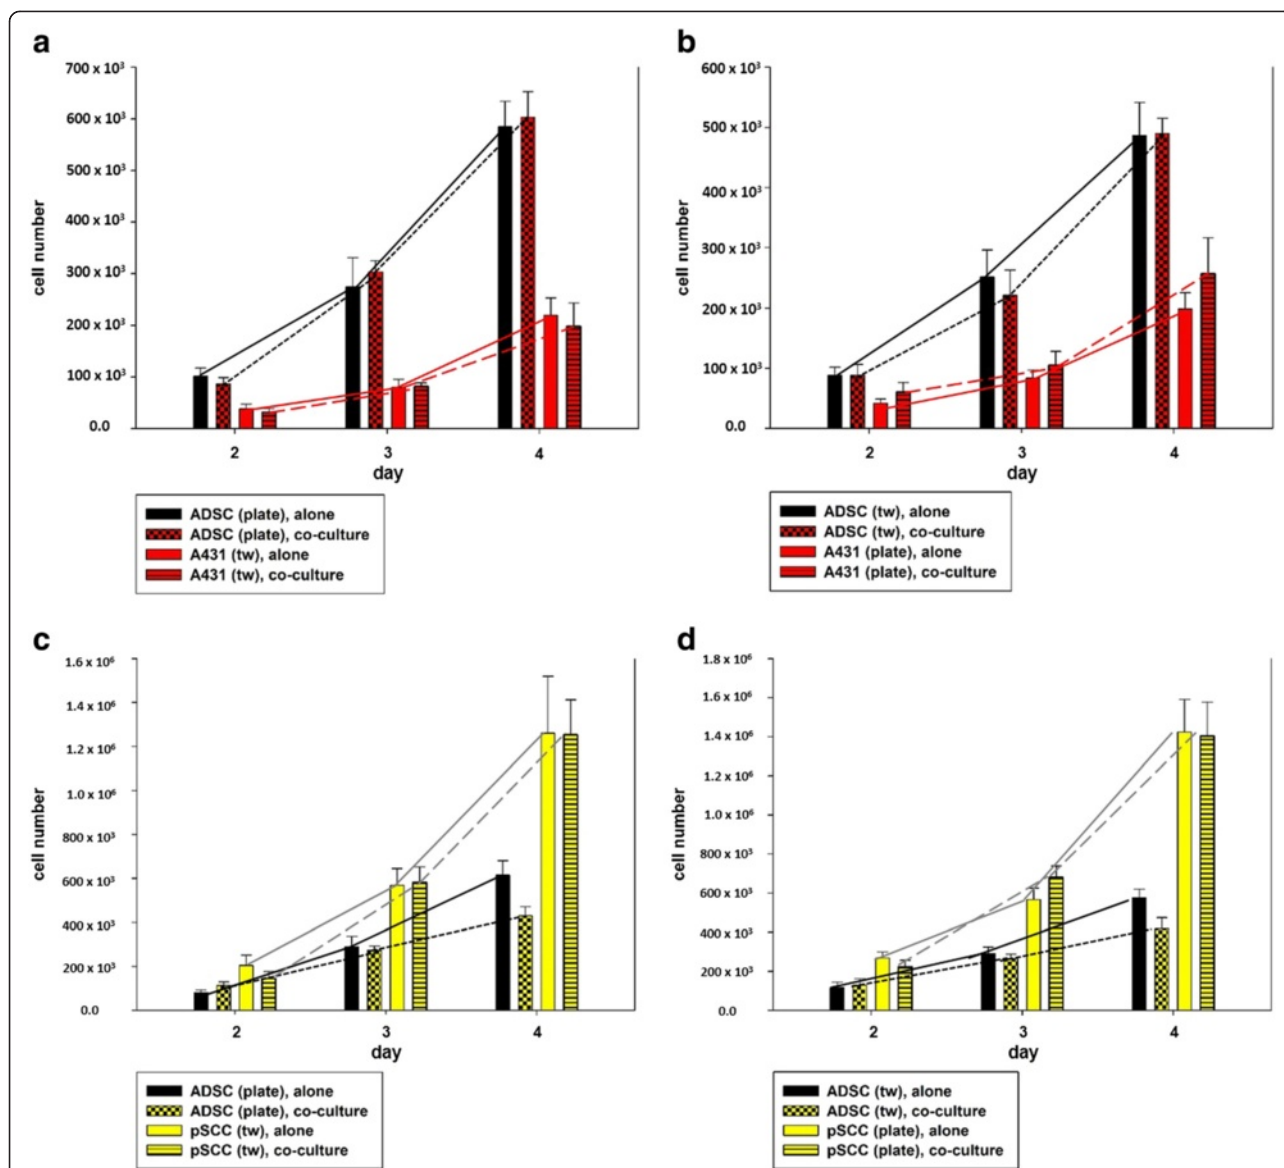 a
700 x 10³
600 x 10³
500 x 10³
400 x 10³
300 x 10³
200 x 10³
100 x 10³
0.0
cell number
2 3 4
day
ADSC (plate), alone
ADSC (plate), co-culture
A431 (tw), alone
A431 (tw), co-culture
b
600 x 10³
500 x 10³
400 x 10³
300 x 10³
200 x 10³
100 x 10³
0.0
cell number
2 3 4
day
ADSC (tw), alone
ADSC (tw), co-culture
A431 (plate), alone
A431 (plate), co-culture
c
1.6 x 10⁶
1.4 x 10⁶
1.2 x 10⁶
1.0 x 10⁶
800 x 10³
600 x 10³
400 x 10³
200 x 10³
0.0
cell number
2 3 4
day
ADSC (plate), alone
ADSC (plate), co-culture
pSCC (tw), alone
pSCC (tw), co-culture
d
1.8 x 10⁶
1.6 x 10⁶
1.4 x 10⁶
1.2 x 10⁶
1.0 x 10⁶
800 x 10³
600 x 10³
400 x 10³
200 x 10³
0.0
cell number
2 3 4
day
ADSC (tw), alone
ADSC (tw), co-culture
pSCC (plate), alone
pSCC (plate), co-culture